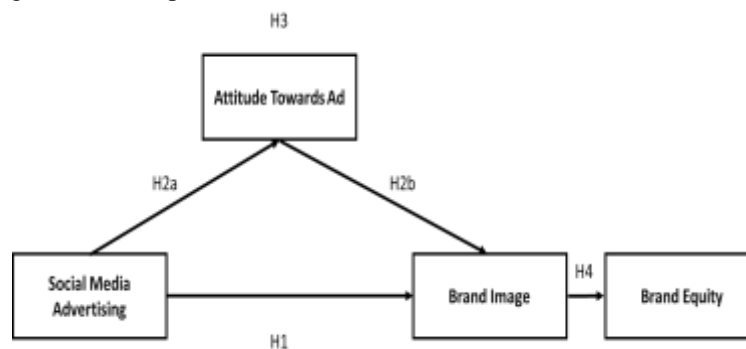 H3
Attitude Towards Ad
H2a
H2b
Social Media
Advertising
Brand Image
H4
Brand Equity
H1